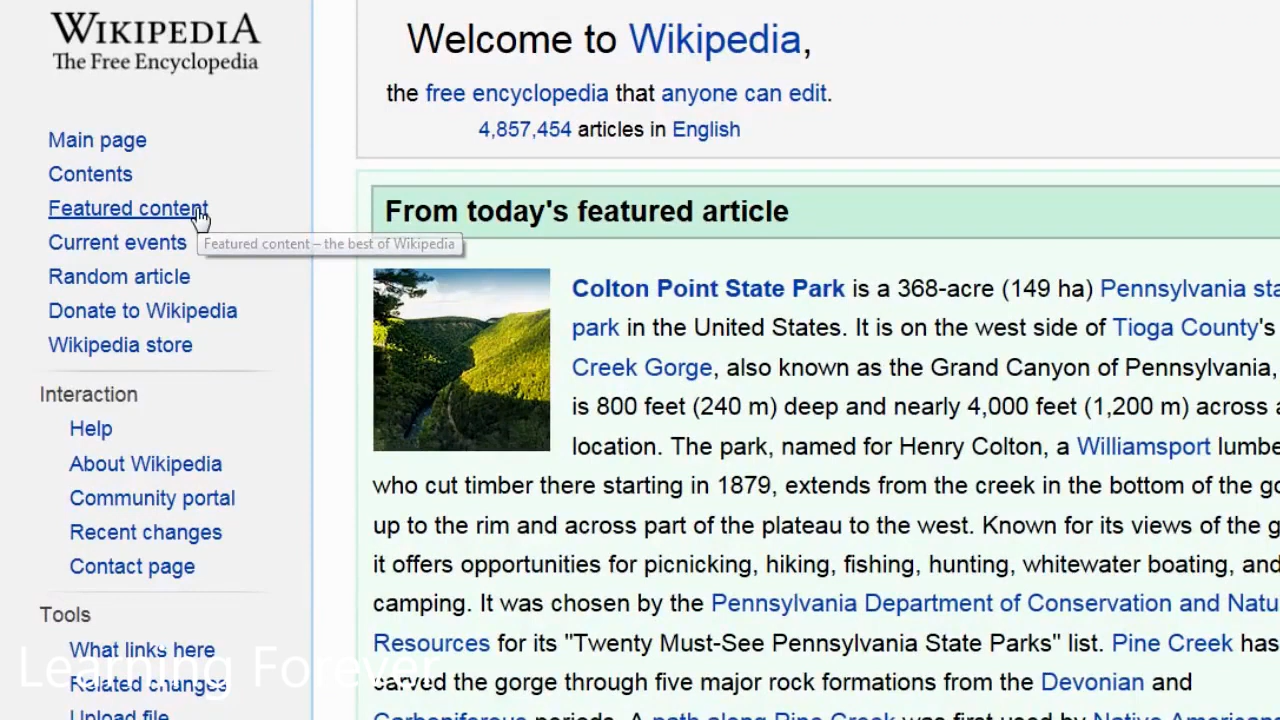 WIKIPEDIA
The Free Encyclopedia
Main page
Contents
Featured content
Current events
Random article
Donate to Wikipedia
Wikipedia store
Interaction
Help
About Wikipedia
Community portal
Recent changes
Contact page
Tools
What links here
Related changes
Upload file
Featured content – the best of Wikipedia
Learning Forever
Welcome to Wikipedia,
the free encyclopedia that anyone can edit.
4,857,454 articles in English
From today's featured article
Colton Point State Park is a 368-acre (149 ha) Pennsylvania
park in the United States. It is on the west side of Tioga County's
Creek Gorge, also known as the Grand Canyon of Pennsylvania,
is 800 feet (240 m) deep and nearly 4,000 feet (1,200 m) across
location. The park, named for Henry Colton, a Williamsport
who cut timber there starting in 1879, extends from the creek in the bottom of the
up to the rim and across part of the plateau to the west. Known for its views of the
it offers opportunities for picnicking, hiking, fishing, hunting, whitewater boating, and
camping. It was chosen by the Pennsylvania Department of Conservation and
Resources for its "Twenty Must-See Pennsylvania State Parks" list. Pine Creek has
carved the gorge through five major rock formations from the Devonian and
Carboniferous periods. A path along Pine Creek was first used by Native